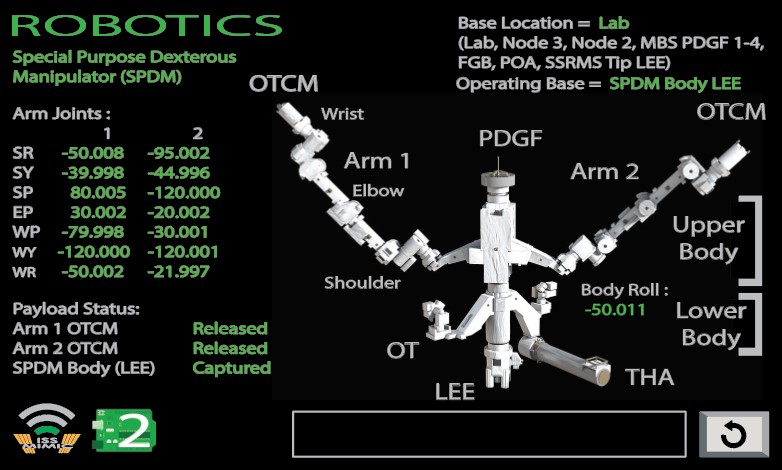 ROBOTICS
Special Purpose Dexterous
Manipulator (SPDM)
Base Location = Lab
(Lab, Node 3, Node 2, MBS PDGF 1-4,
FGB, POA, SSRMS Tip LEE)
Operating Base = SPDM Body LEE
Arm Joints :
1 2
SR -50.008 -95.002
SY -39.998 -44.996
SP 80.005 -120.000
EP 30.002 -20.002
WP -79.998 -30.001
WY -120.000 -120.001
WR -50.002 -21.997
Payload Status:
Arm 1 OTCM Released
Arm 2 OTCM Released
SPDM Body (LEE) Captured
OTCM
Wrist
Arm 1
Elbow
Shoulder
PDGF
OTCM
Arm 2
Upper
Body
Body Roll :
-50.011
Lower
Body
OT
LEE
THA
ISS
MIMIC
2